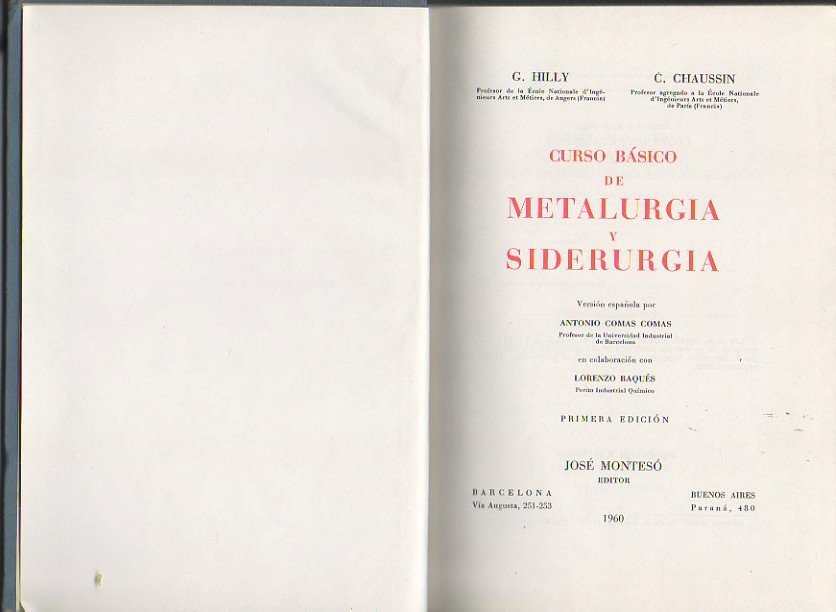 G. HILLY
Profesor de la École Nationale d'Ingé-
nieurs Arts et Métiers, de Angers (Francia)
C. CHAUSSIN
Profesor agregado a la École Nationale
d'Ingénieurs Arts et Métiers,
de París (Francia)
CURSO BÁSICO
DE
METALURGIA
Y
SIDERURGIA
Versión española por
ANTONIO COMAS COMAS
Profesor de la Universidad Industrial
de Barcelona
en colaboración con
LORENZO BAQUÉS
Perito Industrial Químico
PRIMERA EDICIÓN
JOSÉ MONTESÓ
EDITOR
BARCELONA
Vía Augusta, 251-253
BUENOS AIRES
Paraná, 480
1960